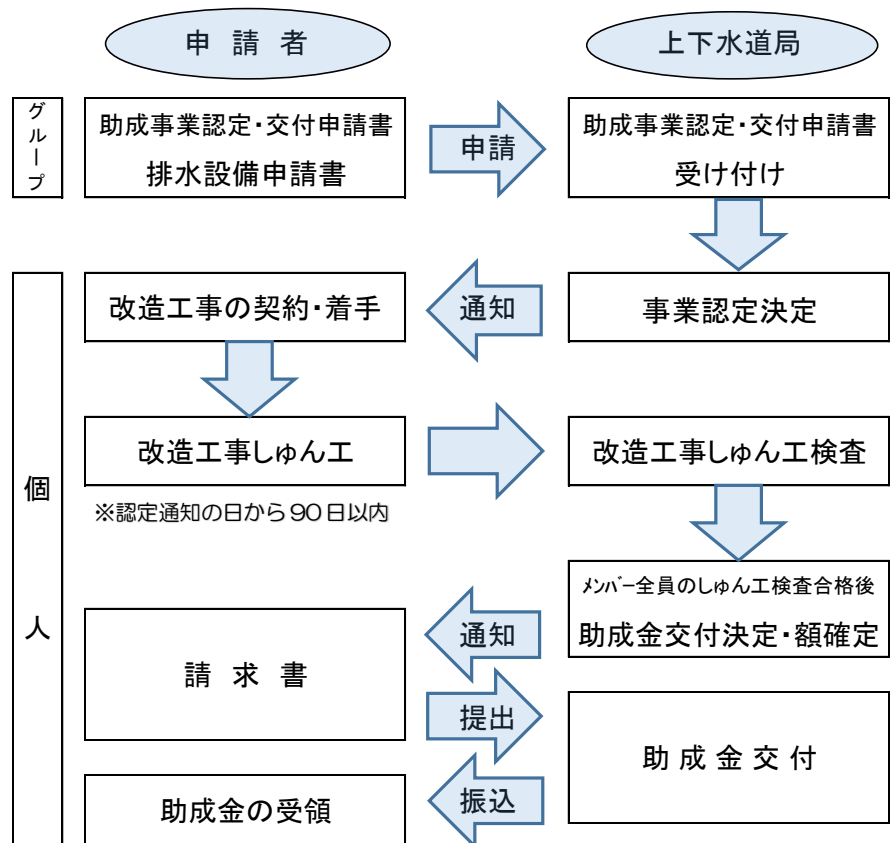 申 請 者
上下水道局
グループ
助成事業認定・交付申請書
排水設備申請書
申請
助成事業認定・交付申請書
受け付け
個人
改造工事の契約・着手
通知
事業認定決定
改造工事しゅん工
※認定通知の日から90日以内
改造工事しゅん工検査
メンバー全員のしゅん工検査合格後
助成金交付決定・額確定
通知
請 求 書
提出
助 成 金 交 付
振込
助成金の受領